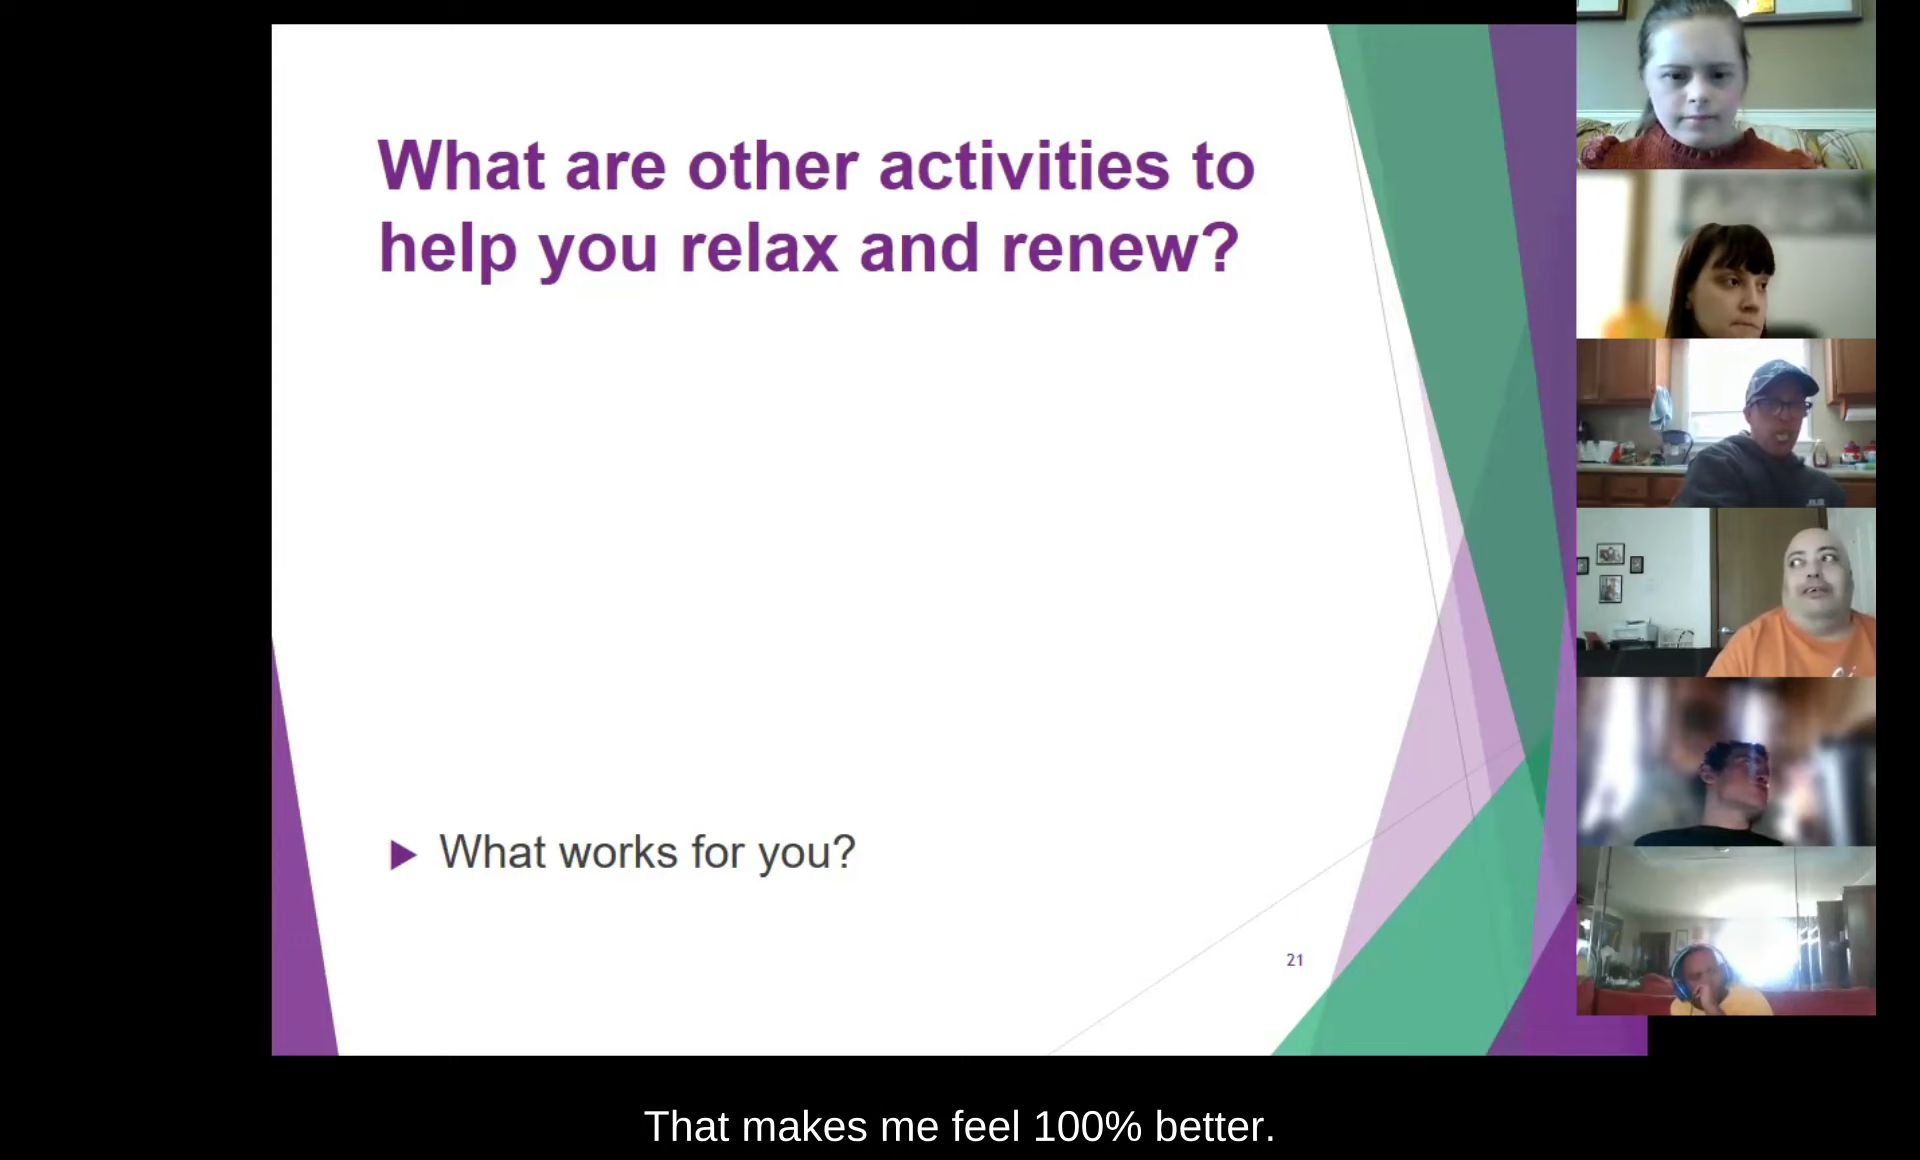 What are other activities to
help you relax and renew?
What works for you?
21
That makes me feel 100% better.